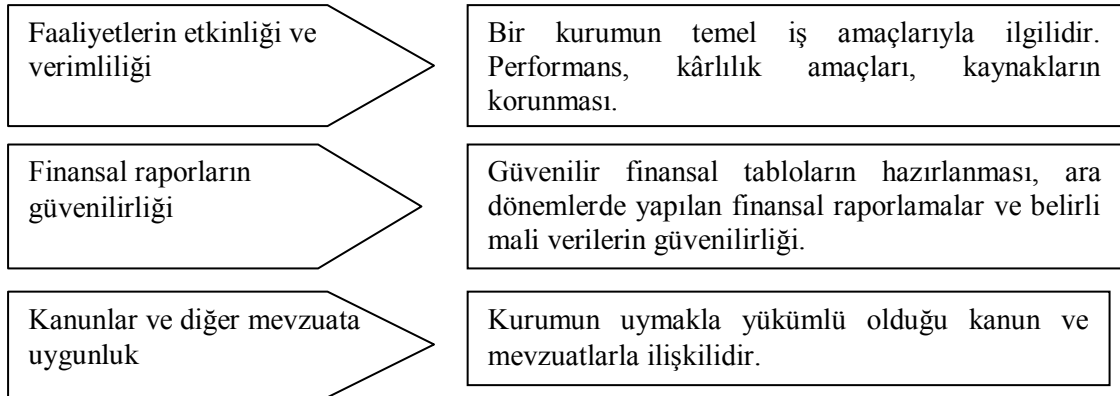 Faaliyetlerin etkinliği ve
verimliliği
Bir kurumun temel iş amaçlarıyla ilgilidir.
Performans, kârlılık amaçları, kaynakların
korunması.
Finansal raporların
güvenilirliği
Güvenilir finansal tabloların hazırlanması, ara
dönemlerde yapılan finansal raporlamalar ve belirli
mali verilerin güvenilirliği.
Kanunlar ve diğer mevzuata
uygunluk
Kurumun uymakla yükümlü olduğu kanun ve
mevzuatlarla ilişkilidir.